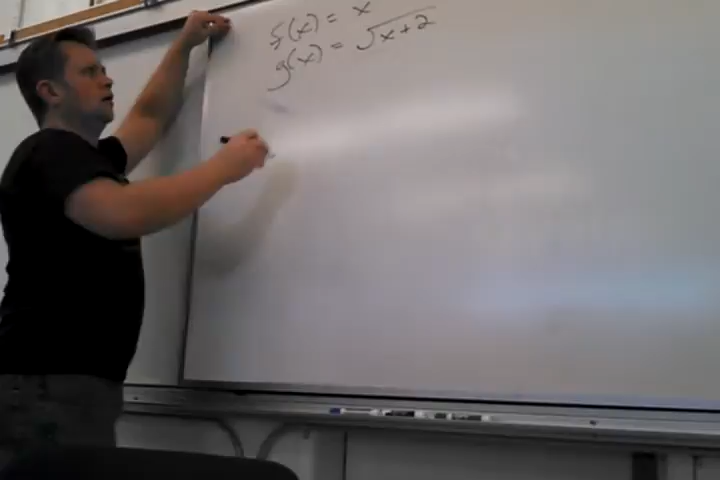 f(x) = x
g(x) = √x+2